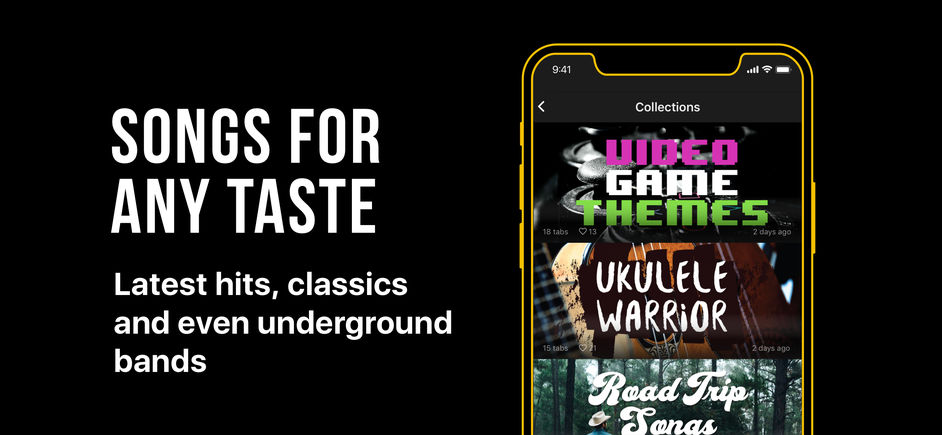 SONGS FOR
ANY TASTE
Latest hits, classics
and even underground
bands
9:41
Collections
VIDEO
GAME
THEMES
18 tabs 13 2 days ago
UKULELE
WARRIOR
15 tabs 21 2 days ago
Road Trip
Songs